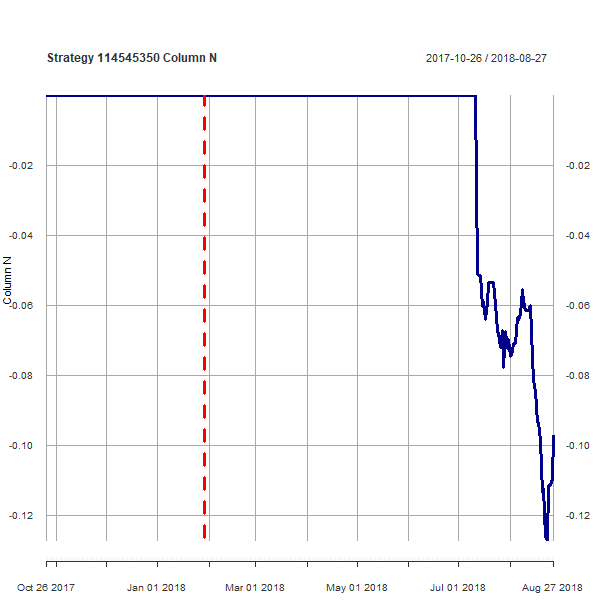 Strategy 114545350 Column N
2017-10-26 / 2018-08-27
-0.02
-0.02
-0.04
-0.04
Column N
-0.06
-0.06
-0.08
-0.08
-0.10
-0.10
-0.12
-0.12
Oct 26 2017
Jan 01 2018
Mar 01 2018
May 01 2018
Jul 01 2018
Aug 27 2018